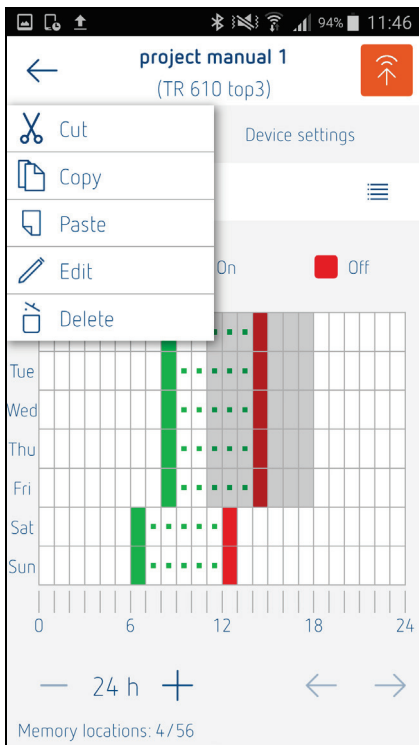 94% 11:46
project manual 1
(TR 610 top3)
Cut
Device settings
Copy
Paste
Edit
On
Off
Delete
Tue
Wed
Thu
Fri
Sat
Sun
0 6 12 18 24
24 h
Memory locations: 4/56